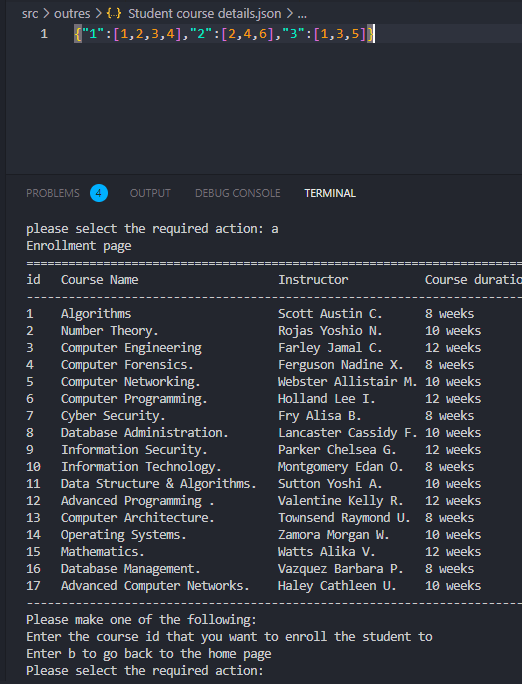 src > outres > {..} Student course details.json > ...
1 {"1":[1,2,3,4],"2":[2,4,6],"3":[1,3,5]}
PROBLEMS 4 OUTPUT DEBUG CONSOLE TERMINAL
please select the required action: a
Enrollment page
================================================================
id Course Name Instructor Course duratio
----------------------------------------------------------------
1 Algorithms Scott Austin C. 8 weeks
2 Number Theory. Rojas Yoshio N. 10 weeks
3 Computer Engineering Farley Jamal C. 12 weeks
4 Computer Forensics. Ferguson Nadine X. 8 weeks
5 Computer Networking. Webster Allistair M. 10 weeks
6 Computer Programming. Holland Lee I. 12 weeks
7 Cyber Security. Fry Alisa B. 8 weeks
8 Database Administration. Lancaster Cassidy F. 10 weeks
9 Information Security. Parker Chelsea G. 12 weeks
10 Information Technology. Montgomery Edan O. 8 weeks
11 Data Structure & Algorithms. Sutton Yoshi A. 10 weeks
12 Advanced Programming . Valentine Kelly R. 12 weeks
13 Computer Architecture. Townsend Raymond U. 8 weeks
14 Operating Systems. Zamora Morgan W. 10 weeks
15 Mathematics. Watts Alika V. 12 weeks
16 Database Management. Vazquez Barbara P. 8 weeks
17 Advanced Computer Networks. Haley Cathleen U. 10 weeks
----------------------------------------------------------------
Please make one of the following:
Enter the course id that you want to enroll the student to
Enter b to go back to the home page
Please select the required action: